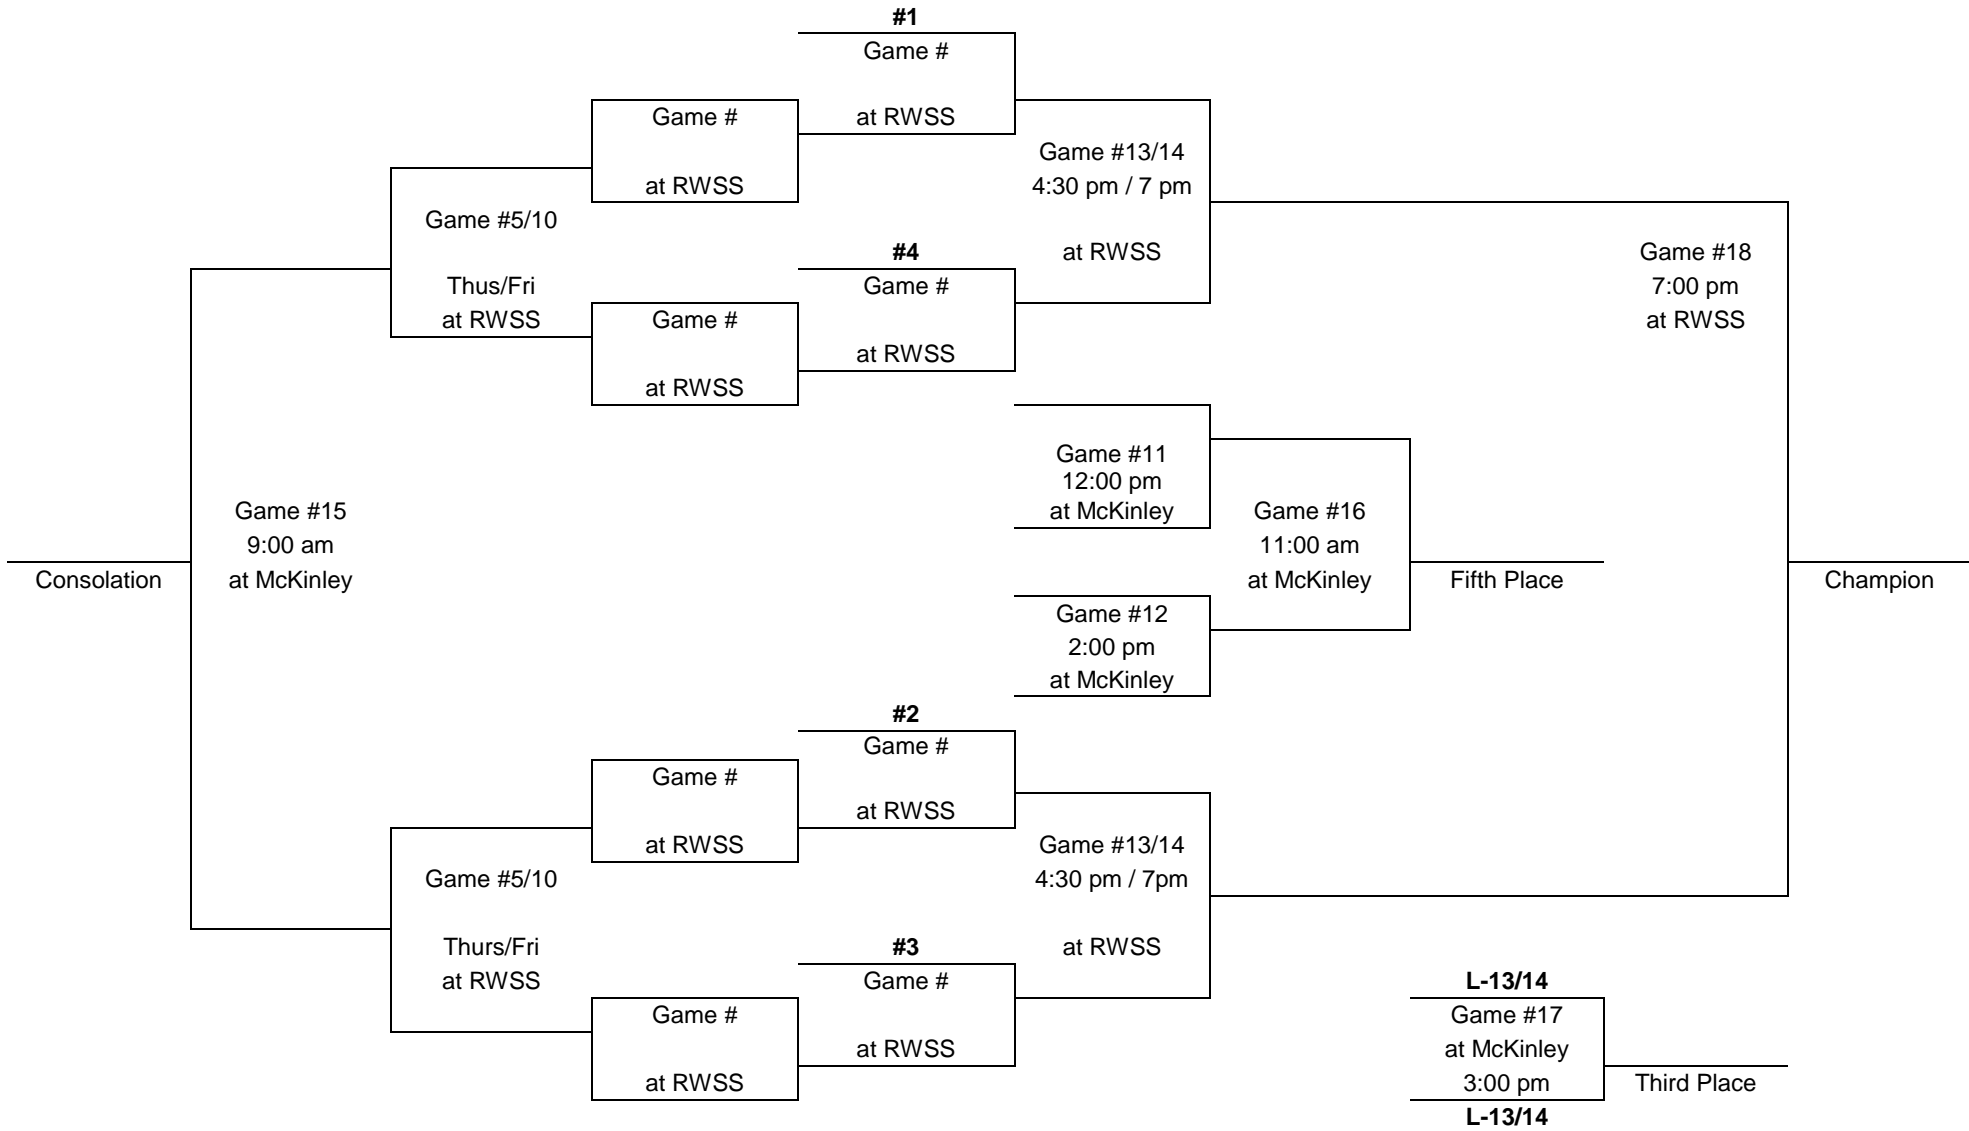 #1
Game #
at RWSS
Game #
at RWSS
Game #13/14
4:30 pm / 7 pm
at RWSS
Game #5/10
Thus/Fri
at RWSS
#4
Game #
at RWSS
Game #
at RWSS
Game #18
7:00 pm
at RWSS
Game #11
12:00 pm
at McKinley
Game #15
9:00 am
at McKinley
Consolation
Game #16
11:00 am
at McKinley
Fifth Place
Champion
Game #12
2:00 pm
at McKinley
#2
Game #
at RWSS
Game #
at RWSS
Game #13/14
4:30 pm / 7pm
at RWSS
Game #5/10
Thurs/Fri
at RWSS
#3
Game #
at RWSS
Game #
at RWSS
L-13/14
Game #17
at McKinley
3:00 pm
Third Place
L-13/14